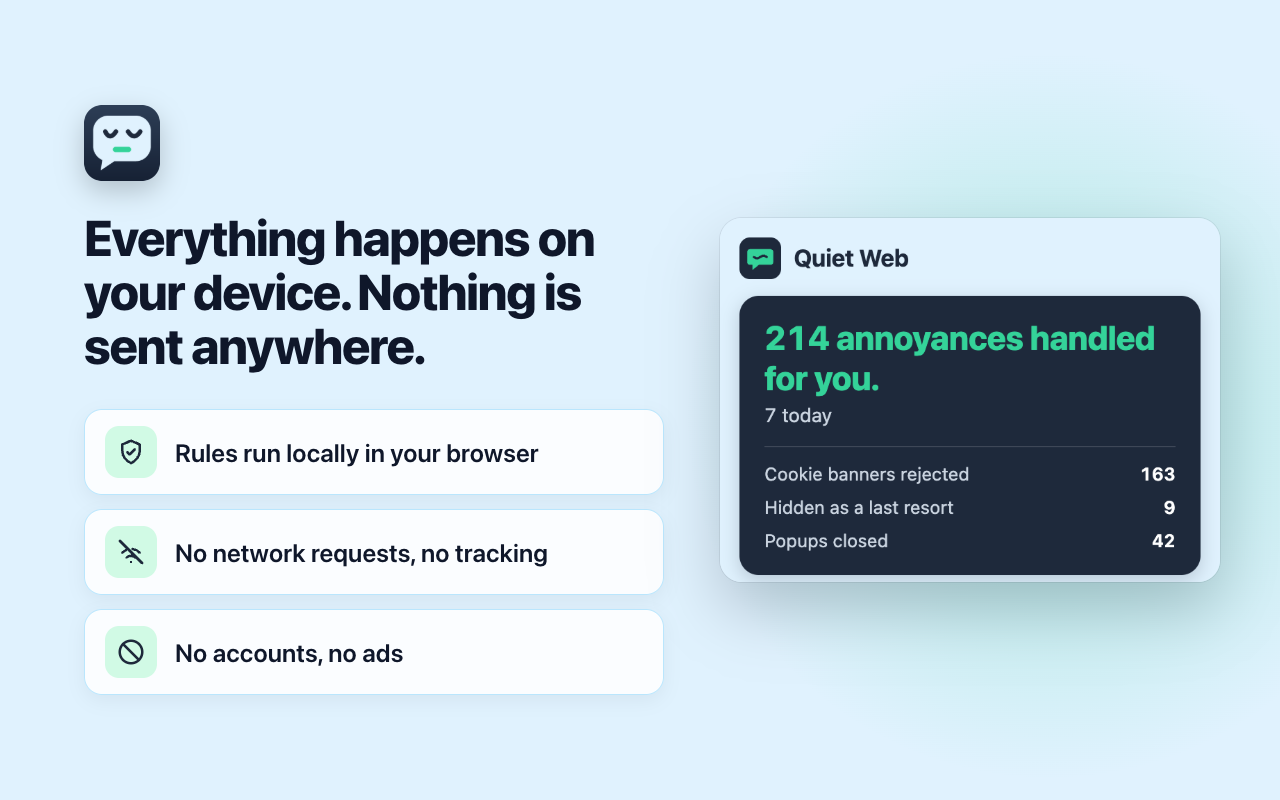 Everything happens on
your device. Nothing is
sent anywhere.
Rules run locally in your browser
No network requests, no tracking
No accounts, no ads
Quiet Web
214 annoyances handled
for you.
7 today
Cookie banners rejected 163
Hidden as a last resort 9
Popups closed 42